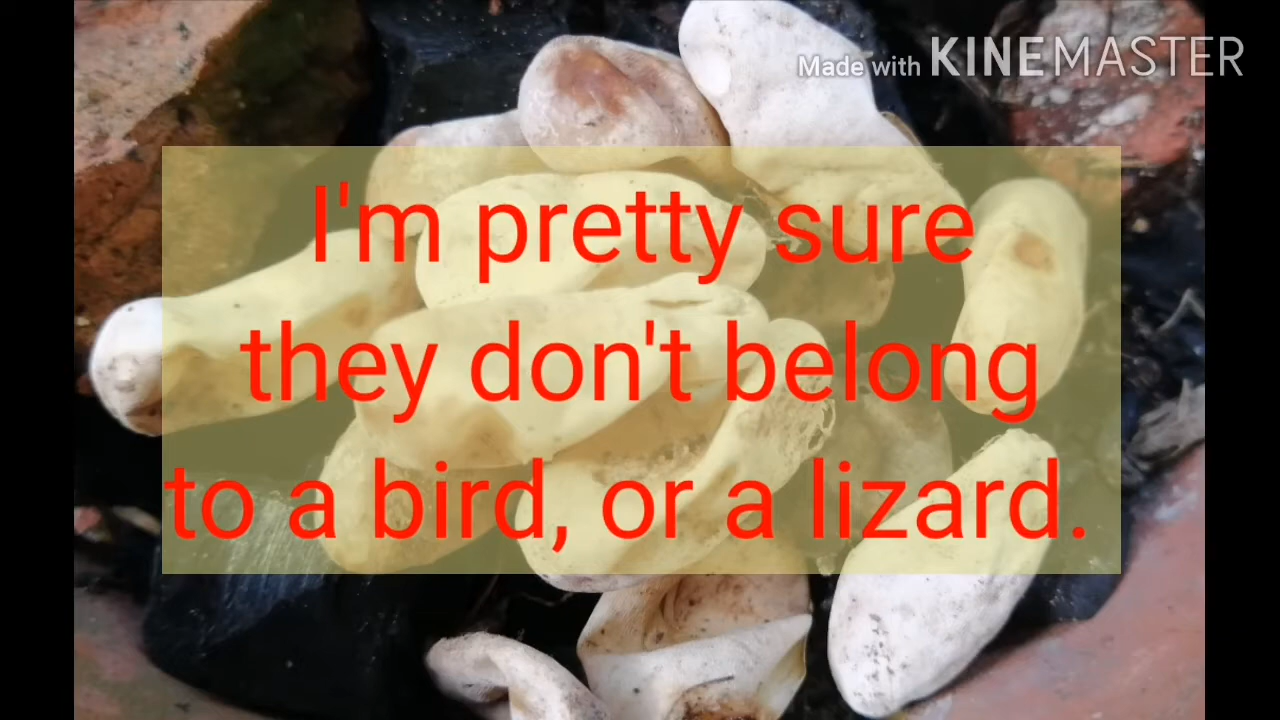 Made with KINEMASTER
I'm pretty sure
they don't belong
to a bird, or a lizard.